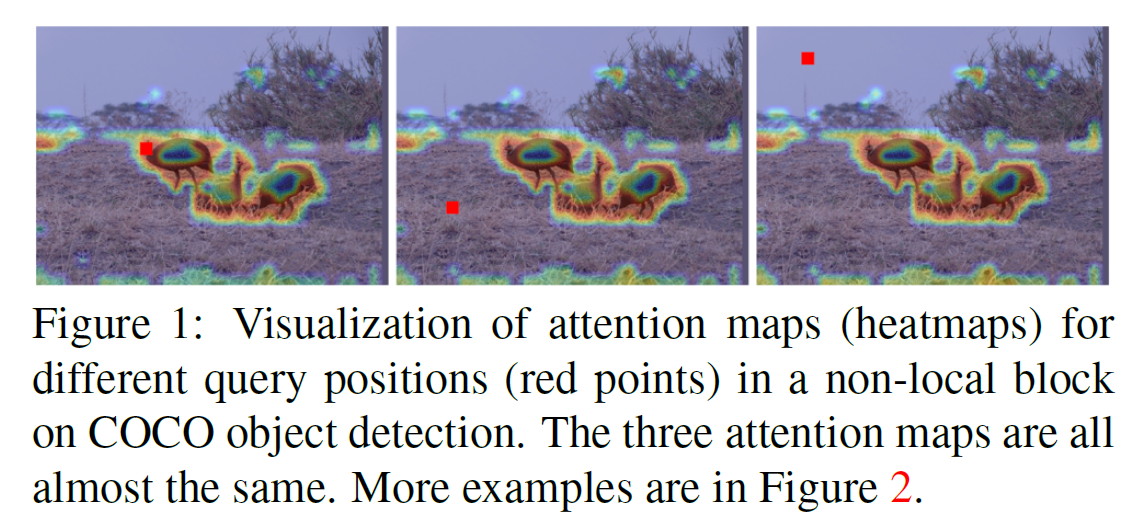 Figure 1: Visualization of attention maps (heatmaps) for
different query positions (red points) in a non-local block
on COCO object detection. The three attention maps are all
almost the same. More examples are in Figure 2.